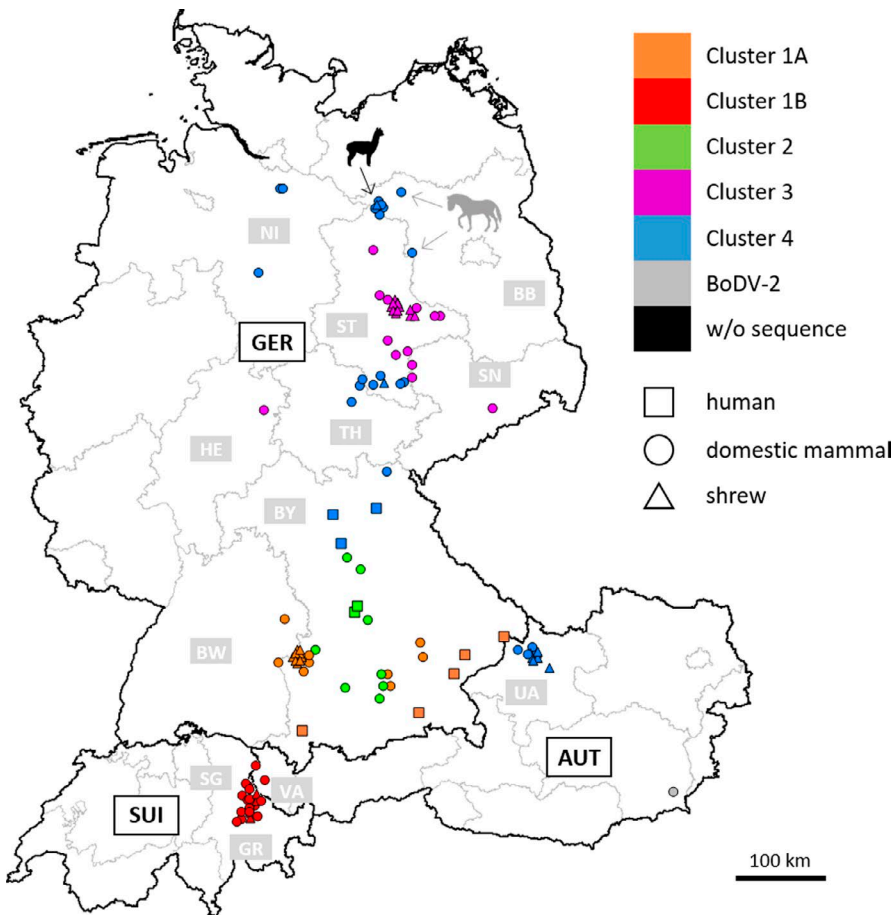 Cluster 1A
Cluster 1B
Cluster 2
Cluster 3
Cluster 4
BoDV-2
w/o sequence
human
domestic mammal
shrew
NI
BB
ST
GER
SN
HE
TH
BY
BW
UA
AUT
SG
VA
SUI
GR
100 km